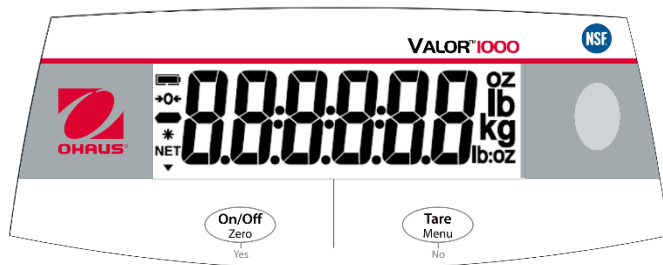 VALOR™1000
NSF
OHAUS®
→0←
*
NET
8.8:8.8:8.8
oz
lb
kg
lb:oz
On/Off
Zero
Yes
Tare
Menu
No